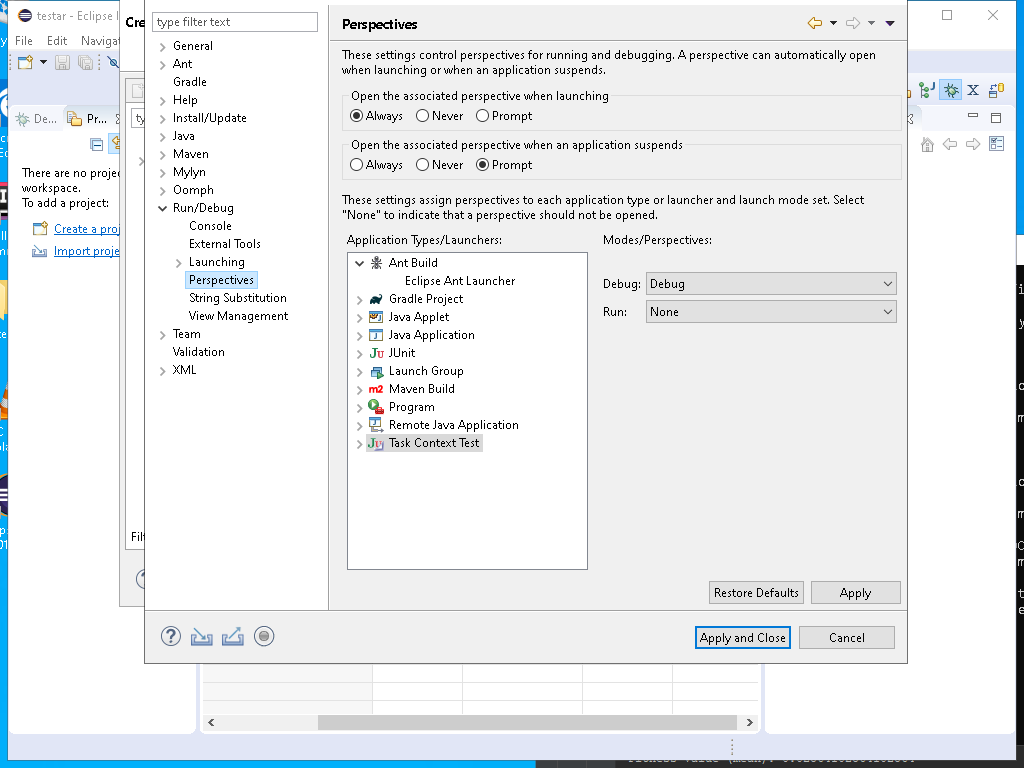 testar - Eclipse I
Cre
File Edit Navigat
De...
Pr...
There are no projec
workspace.
To add a project:
Create a proj
Import proje
ty
Filt
type filter text
General
Ant
Gradle
Help
Install/Update
Java
Maven
Mylyn
Oomph
Run/Debug
Console
External Tools
Launching
Perspectives
String Substitution
View Management
Team
Validation
XML
Perspectives
These settings control perspectives for running and debugging. A perspective can automatically open
when launching or when an application suspends.
Open the associated perspective when launching
Always Never Prompt
Open the associated perspective when an application suspends
Always Never Prompt
These settings assign perspectives to each application type or launcher and launch mode set. Select
"None" to indicate that a perspective should not be opened.
Application Types/Launchers:
Modes/Perspectives:
Ant Build
Eclipse Ant Launcher
Gradle Project
Java Applet
Java Application
JUnit
Launch Group
Maven Build
Program
Remote Java Application
Task Context Test
Debug: Debug
Run: None
Restore Defaults
Apply
Apply and Close
Cancel